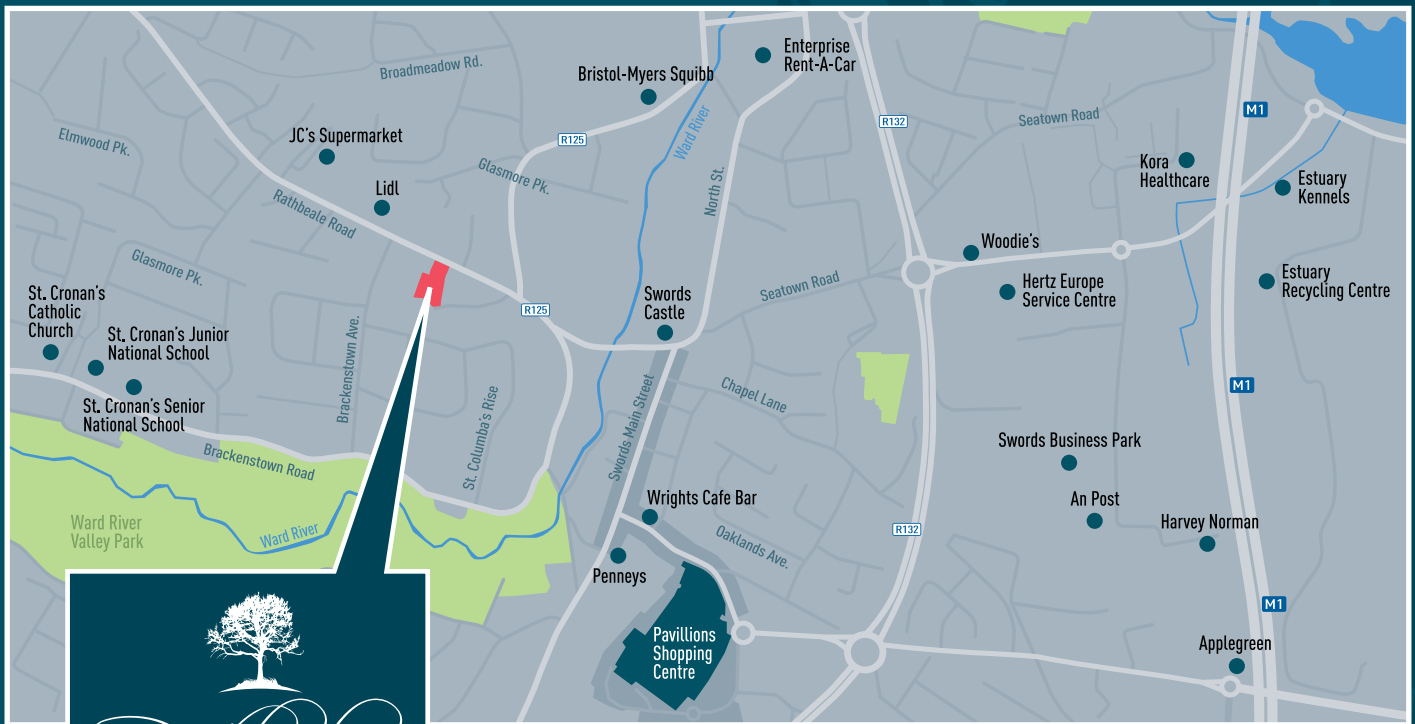 Broadmeadow Rd.
Bristol-Myers Squibb
Enterprise
Rent-A-Car
Elmwood Pk.
JC's Supermarket
R125
Ward River
R132
Seatown Road
M1
Lidl
Glasmore Pk.
North St.
Kora
Healthcare
Estuary
Kennels
Rathbeale Road
Glasmore Pk.
Woodie's
Seatown Road
Hertz Europe
Service Centre
Estuary
Recycling Centre
St. Cronan's
Catholic
Church
St. Cronan's Junior
National School
R125
Swords
Castle
St. Cronan's Senior
National School
Brackenstown Ave.
St. Columba's Rise
Swords Main Street
Chapel Lane
M1
Brackenstown Road
Swords Business Park
Wrights Cafe Bar
An Post
Harvey Norman
Ward River
Valley Park
Ward River
Oaklands Ave.
R132
Penneys
M1
Pavillions
Shopping
Centre
Applegreen